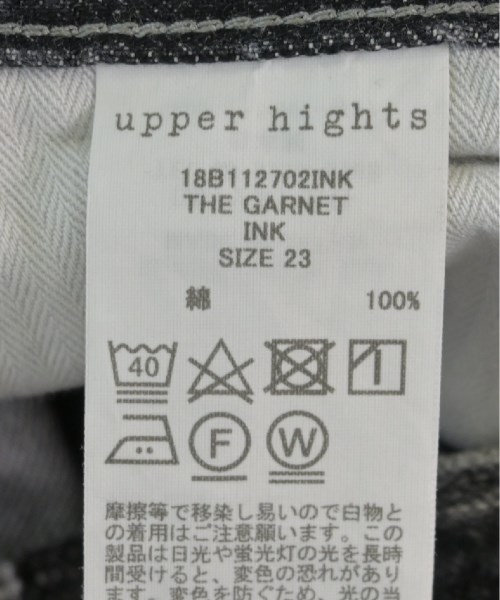 upper hights
18B112702INK
THE GARNET
INK
SIZE 23
綿 100%
40
F W
摩擦等で移染し易いので白物と
の着用はご注意願います。この
製品は日光や蛍光灯の光を長時
間受けると、変色の恐れがあり
ます。変色を防ぐため、光の当